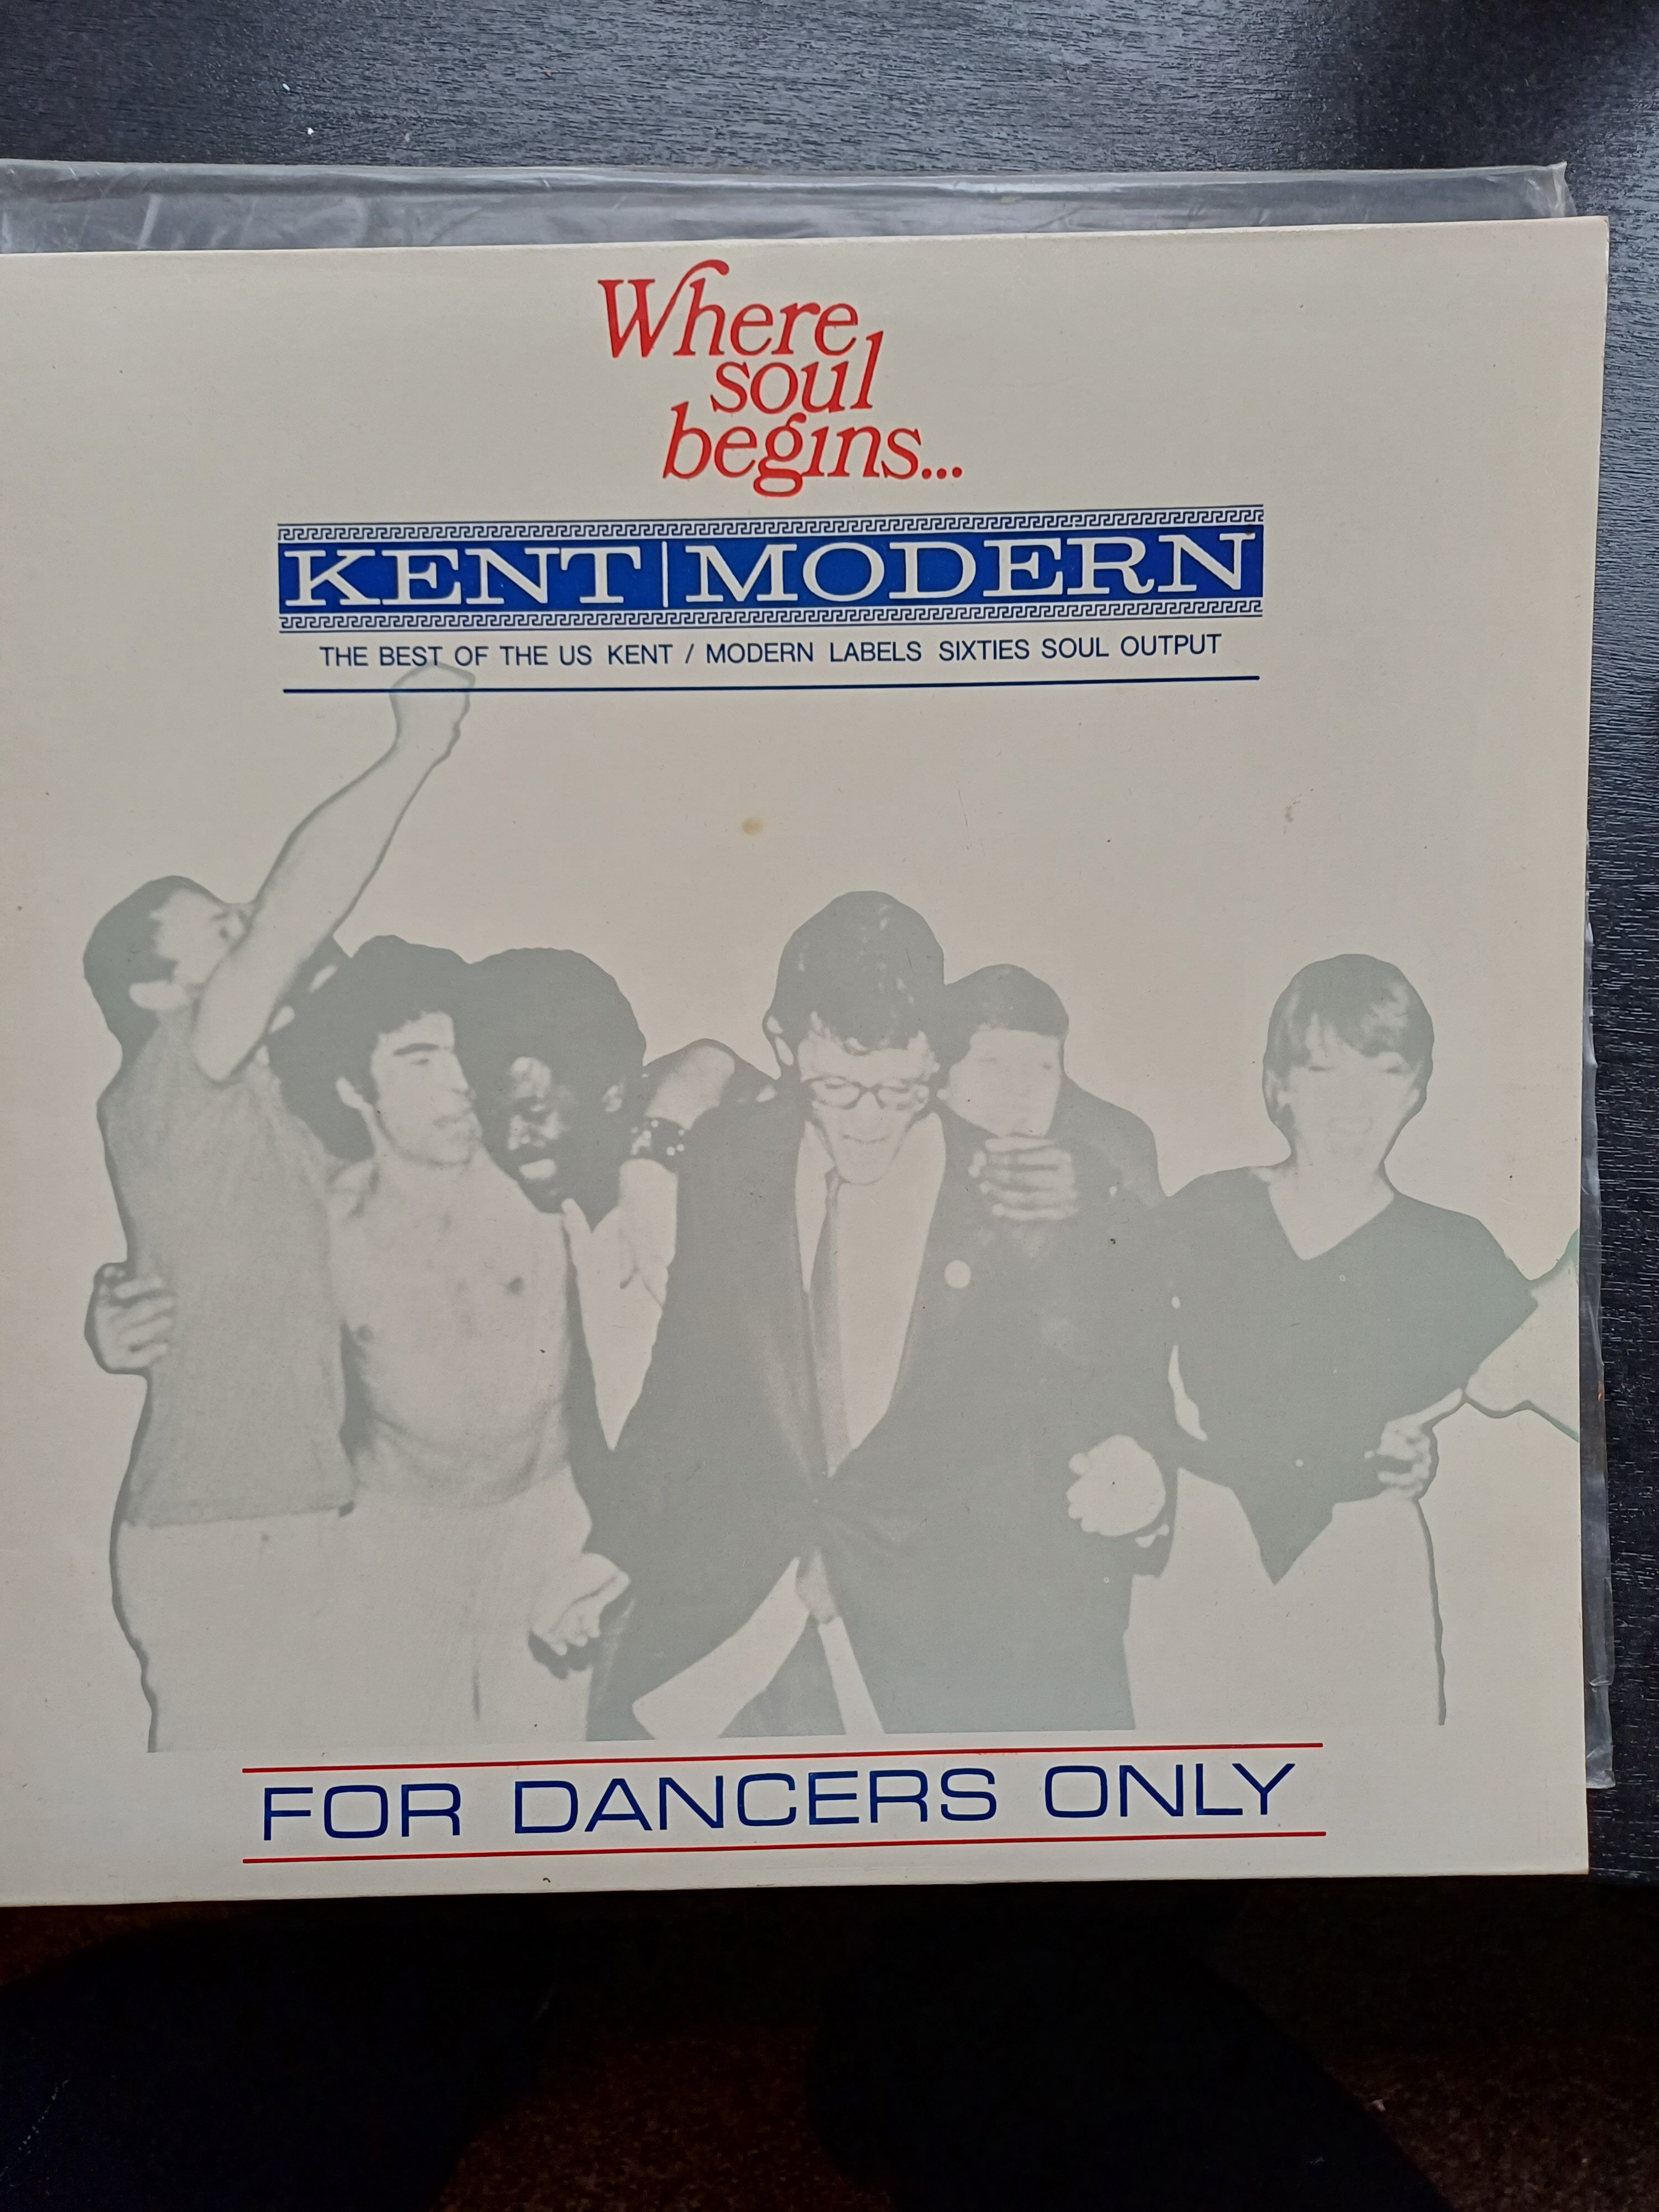 Where
soul
begins...
KENT|MODERN
THE BEST OF THE US KENT / MODERN LABELS SIXTIES SOUL OUTPUT
FOR DANCERS ONLY